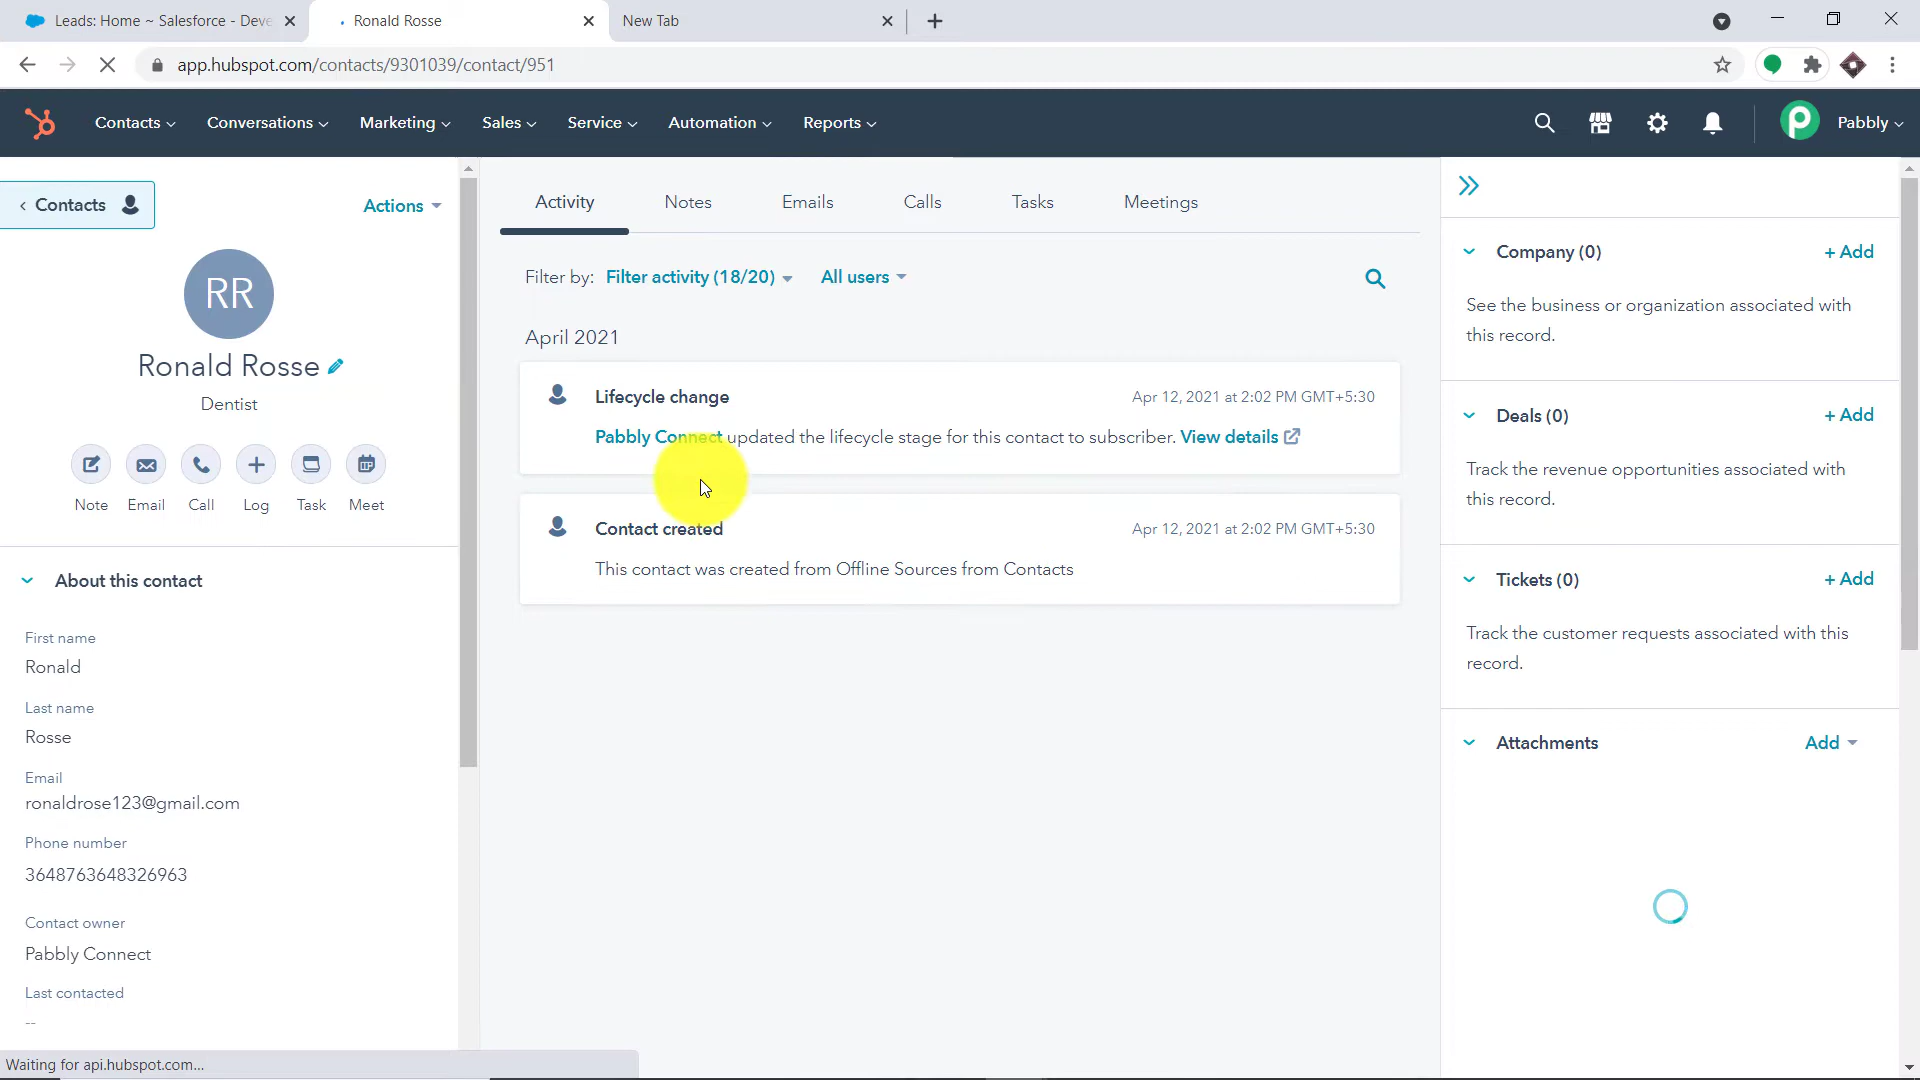 Leads: Home ~ Salesforce - Deve
Ronald Rosse
New Tab
app.hubspot.com/contacts/9301039/contact/951
Contacts
Conversations
Marketing
Sales
Service
Automation
Reports
Pabbly
Contacts
Actions
RR
Ronald Rosse
Dentist
Note
Email
Call
Log
Task
Meet
About this contact
First name
Ronald
Last name
Rosse
Email
ronaldrose123@gmail.com
Phone number
3648763648326963
Contact owner
Pabbly Connect
Last contacted
--
Waiting for api.hubspot.com...
Activity
Notes
Emails
Calls
Tasks
Meetings
Filter by: Filter activity (18/20) All users
April 2021
Lifecycle change Apr 12, 2021 at 2:02 PM GMT+5:30
Pabbly Connect updated the lifecycle stage for this contact to subscriber. View details
Contact created Apr 12, 2021 at 2:02 PM GMT+5:30
This contact was created from Offline Sources from Contacts
Company (0) + Add
See the business or organization associated with
this record.
Deals (0) + Add
Track the revenue opportunities associated with
this record.
Tickets (0) + Add
Track the customer requests associated with this
record.
Attachments Add